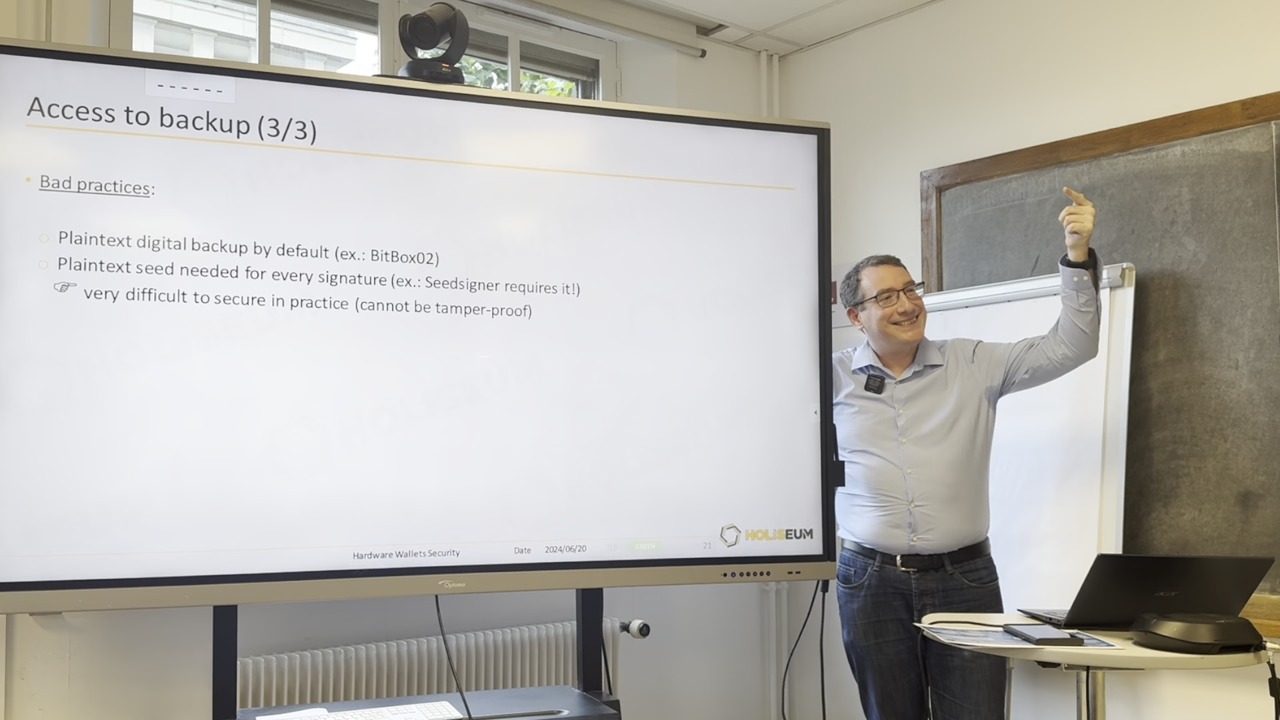 Access to backup (3/3)
Bad practices:
Plaintext digital backup by default (ex.: BitBox02)
Plaintext seed needed for every signature (ex.: Seedsigner requires it!)
very difficult to secure in practice (cannot be tamper-proof)
HOLISEUM
Hardware Wallets Security Date 2024/06/20 21
Optoma
acer